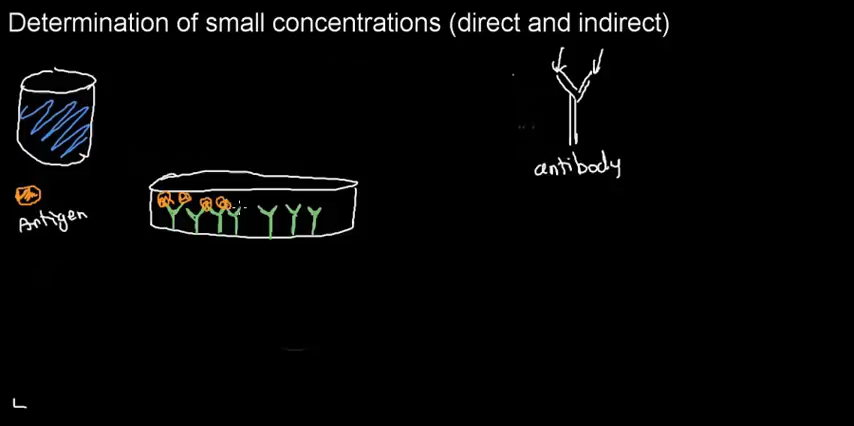 Determination of small concentrations (direct and indirect)
antibody
Antigen